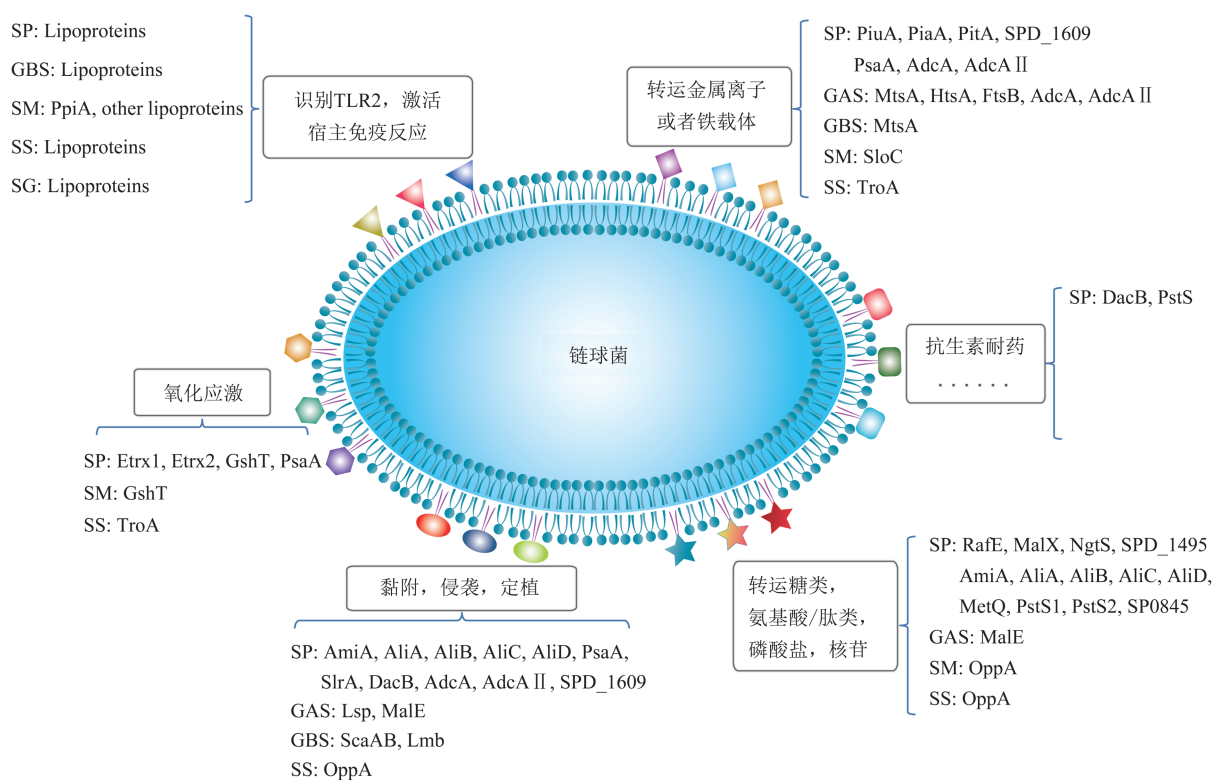 SP: Lipoproteins
GBS: Lipoproteins
SM: PpiA, other lipoproteins
SS: Lipoproteins
SG: Lipoproteins
识别TLR2，激活
宿主免疫反应
转运金属离子
或者铁载体
SP: PiuA, PiaA, PitA, SPD_1609
PsaA, AdcA, AdcAⅡ
GAS: MtsA, HtsA, FtsB, AdcA, AdcAⅡ
GBS: MtsA
SM: SloC
SS: TroA
链球菌
抗生素耐药
......
SP: DacB, PstS
氧化应激
SP: Etrx1, Etrx2, GshT, PsaA
SM: GshT
SS: TroA
黏附，侵袭，定植
SP: AmiA, AliA, AliB, AliC, AliD, PsaA,
SlrA, DacB, AdcA, AdcAⅡ, SPD_1609
GAS: Lsp, MalE
GBS: ScaAB, Lmb
SS: OppA
转运糖类，
氨基酸/肽类，
磷酸盐，核苷
SP: RafE, MalX, NgtS, SPD_1495
AmiA, AliA, AliB, AliC, AliD,
MetQ, PstS1, PstS2, SP0845
GAS: MalE
SM: OppA
SS: OppA